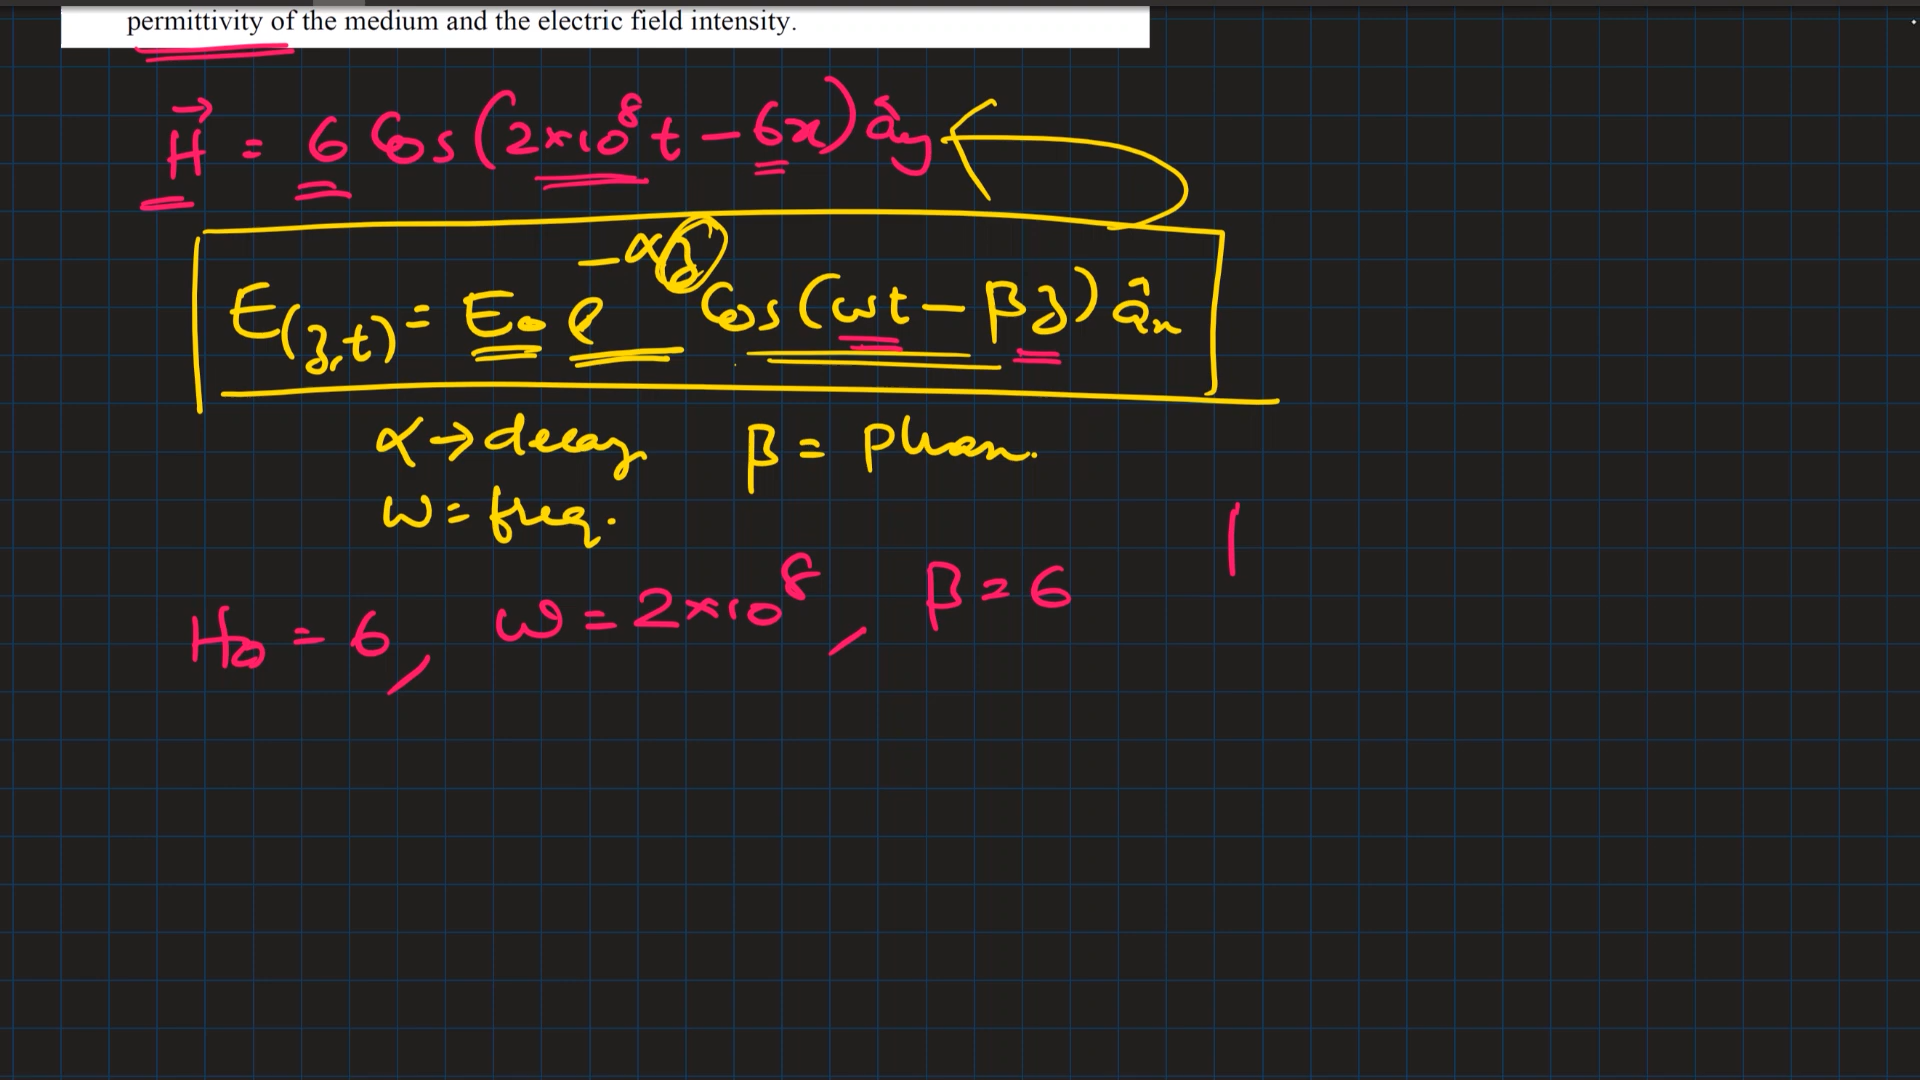 permittivity of the medium and the electric field intensity.
H⃗ = 6 Cos(2×10⁸t − 6x) ây
E(z,t) = E₀ e^−αz Cos(ωt − βz) âx
α → decay β = phase.
ω = freq.
H₀ = 6, ω = 2×10⁸, β = 6